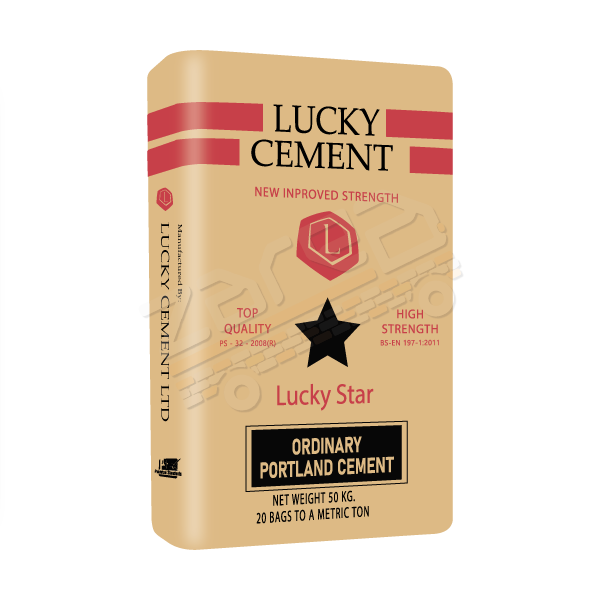 LUCKY
CEMENT
NEW INPROVED STRENGTH
L
TOP
QUALITY
PS - 32 - 2008(R)
HIGH
STRENGTH
BS-EN 197-1:2011
Lucky Star
ORDINARY
PORTLAND CEMENT
NET WEIGHT 50 KG.
20 BAGS TO A METRIC TON
Manufactured By:
LUCKY CEMENT LTD
L